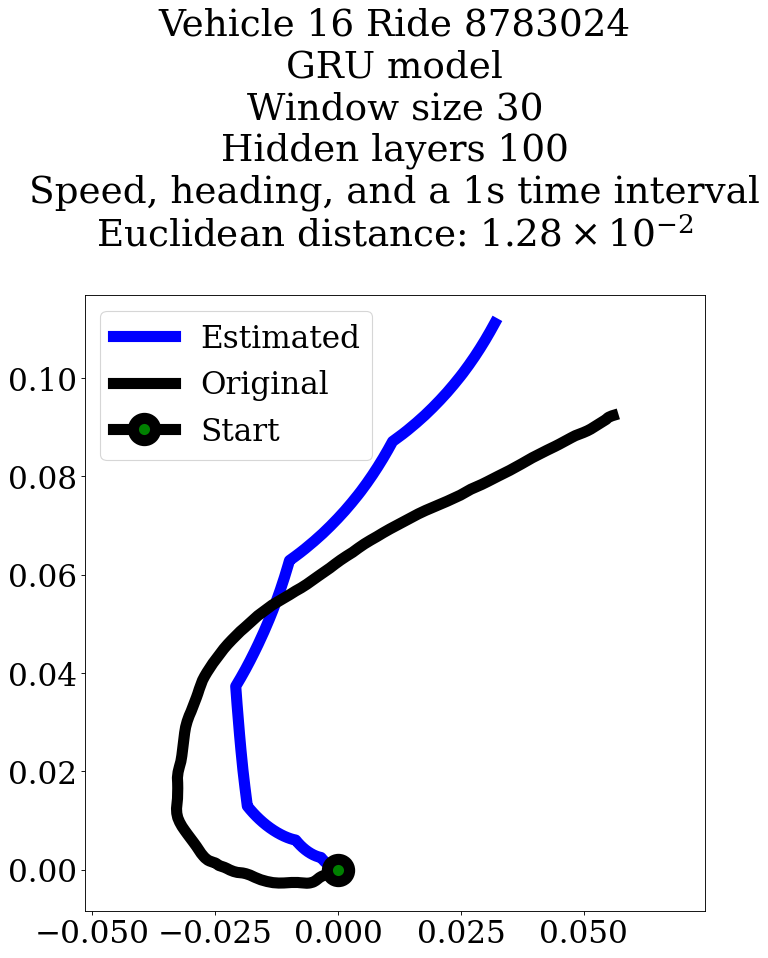 Vehicle 16 Ride 8783024
GRU model
Window size 30
Hidden layers 100
Speed, heading, and a 1s time interval
Euclidean distance: 1.28 × 10⁻²
Estimated
Original
Start
0.10
0.08
0.06
0.04
0.02
0.00
−0.050 −0.025 0.000 0.025 0.050